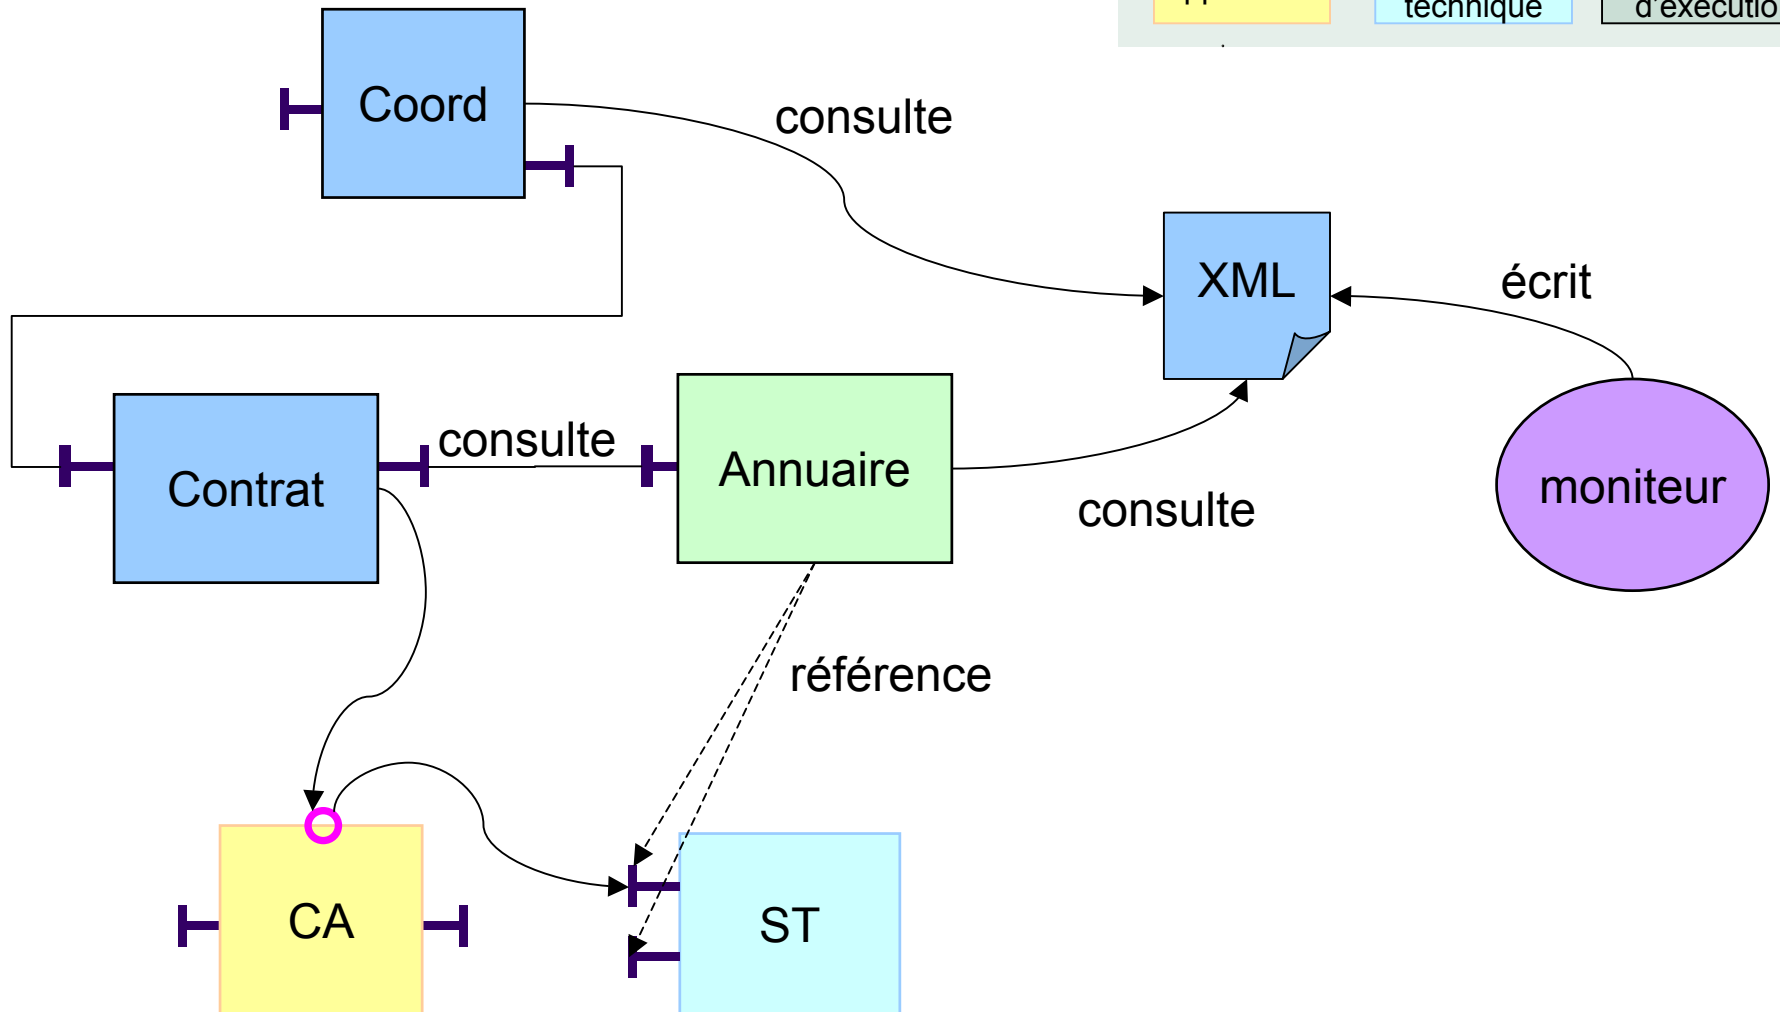 technique
Coord
consulte
XML
écrit
consulte
Annuaire
Contrat
moniteur
consulte
référence
CA
ST